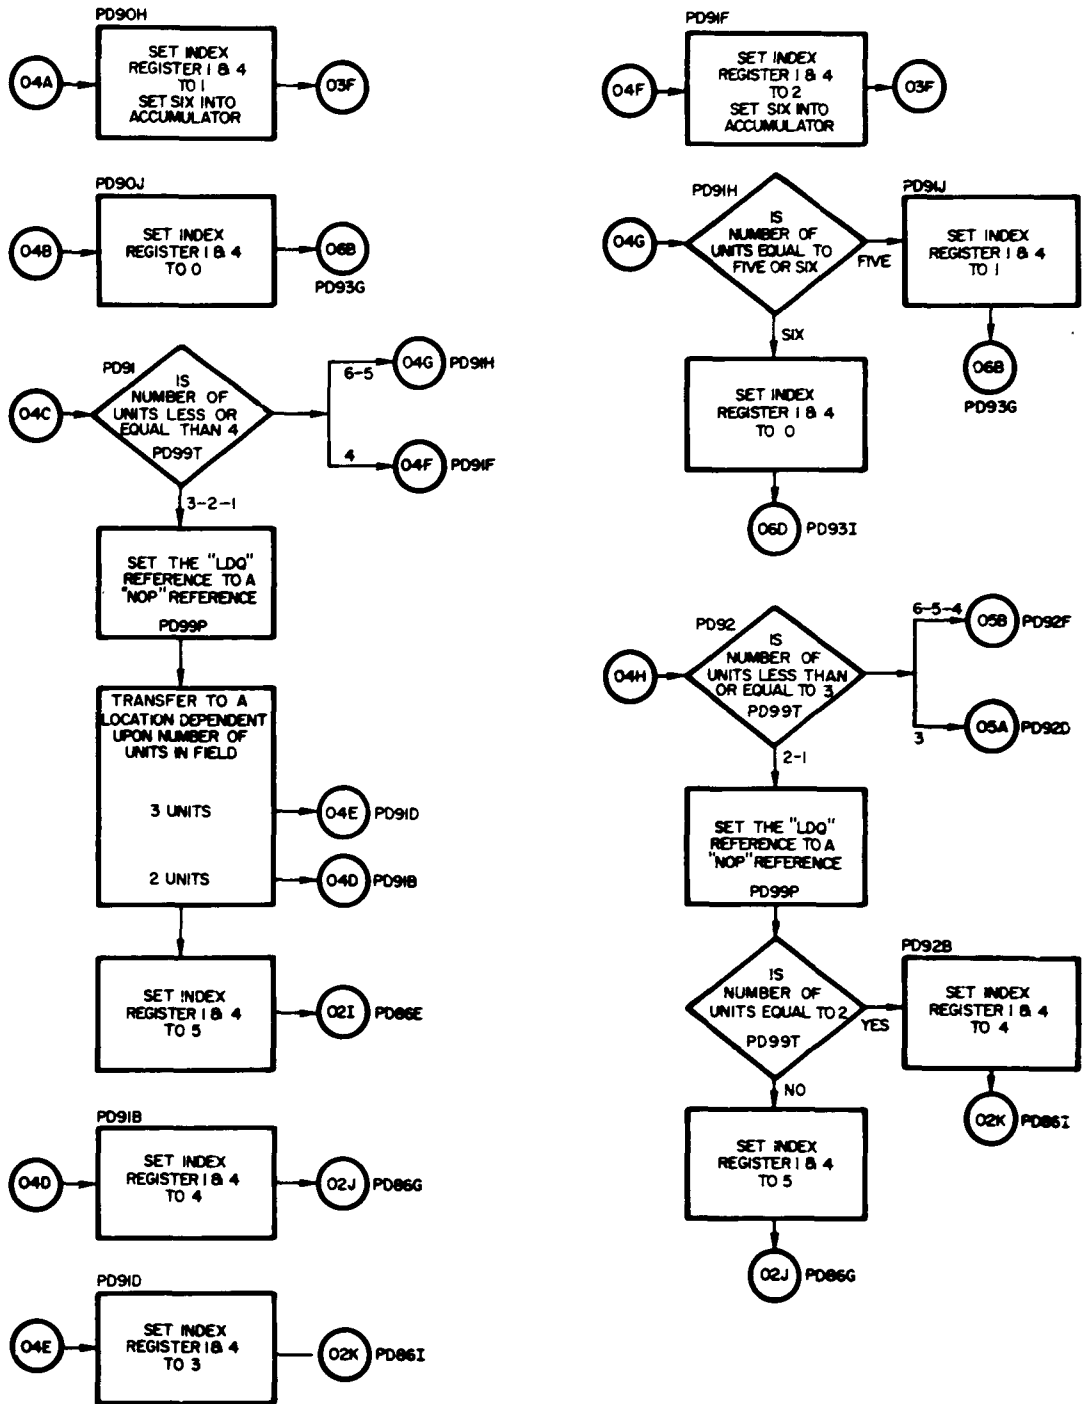 PD90H
04A
SET INDEX
REGISTER 1 & 4
TO 1
SET SIX INTO
ACCUMULATOR
03F
PD90J
04B
SET INDEX
REGISTER 1 & 4
TO 0
06B
PD93G
PD91
04C
IS
NUMBER OF
UNITS LESS OR
EQUAL THAN 4
PD99T
6-5
04G
PD91H
4
04F
PD91F
3-2-1
SET THE "LDQ"
REFERENCE TO A
"NOP" REFERENCE
PD99P
TRANSFER TO A
LOCATION DEPENDENT
UPON NUMBER OF
UNITS IN FIELD
3 UNITS
04E
PD91D
2 UNITS
04D
PD91B
SET INDEX
REGISTER 1 & 4
TO 5
02I
PD86E
PD91B
04D
SET INDEX
REGISTER 1 & 4
TO 4
02J
PD86G
PD91D
04E
SET INDEX
REGISTER 1 & 4
TO 3
02K
PD86I
PD91F
04F
SET INDEX
REGISTER 1 & 4
TO 2
SET SIX INTO
ACCUMULATOR
03F
PD91H
04G
IS
NUMBER OF
UNITS EQUAL TO
FIVE OR SIX
FIVE
PD91J
SET INDEX
REGISTER 1 & 4
TO 1
06B
PD93G
SIX
SET INDEX
REGISTER 1 & 4
TO 0
06D
PD93I
PD92
04H
IS
NUMBER OF
UNITS LESS THAN
OR EQUAL TO 3
PD99T
6-5-4
05B
PD92F
3
05A
PD92D
2-1
SET THE "LDQ"
REFERENCE TO A
"NOP" REFERENCE
PD99P
IS
NUMBER OF
UNITS EQUAL TO 2
PD99T
YES
PD92B
SET INDEX
REGISTER 1 & 4
TO 4
02K
PD86I
NO
SET INDEX
REGISTER 1 & 4
TO 5
02J
PD86G